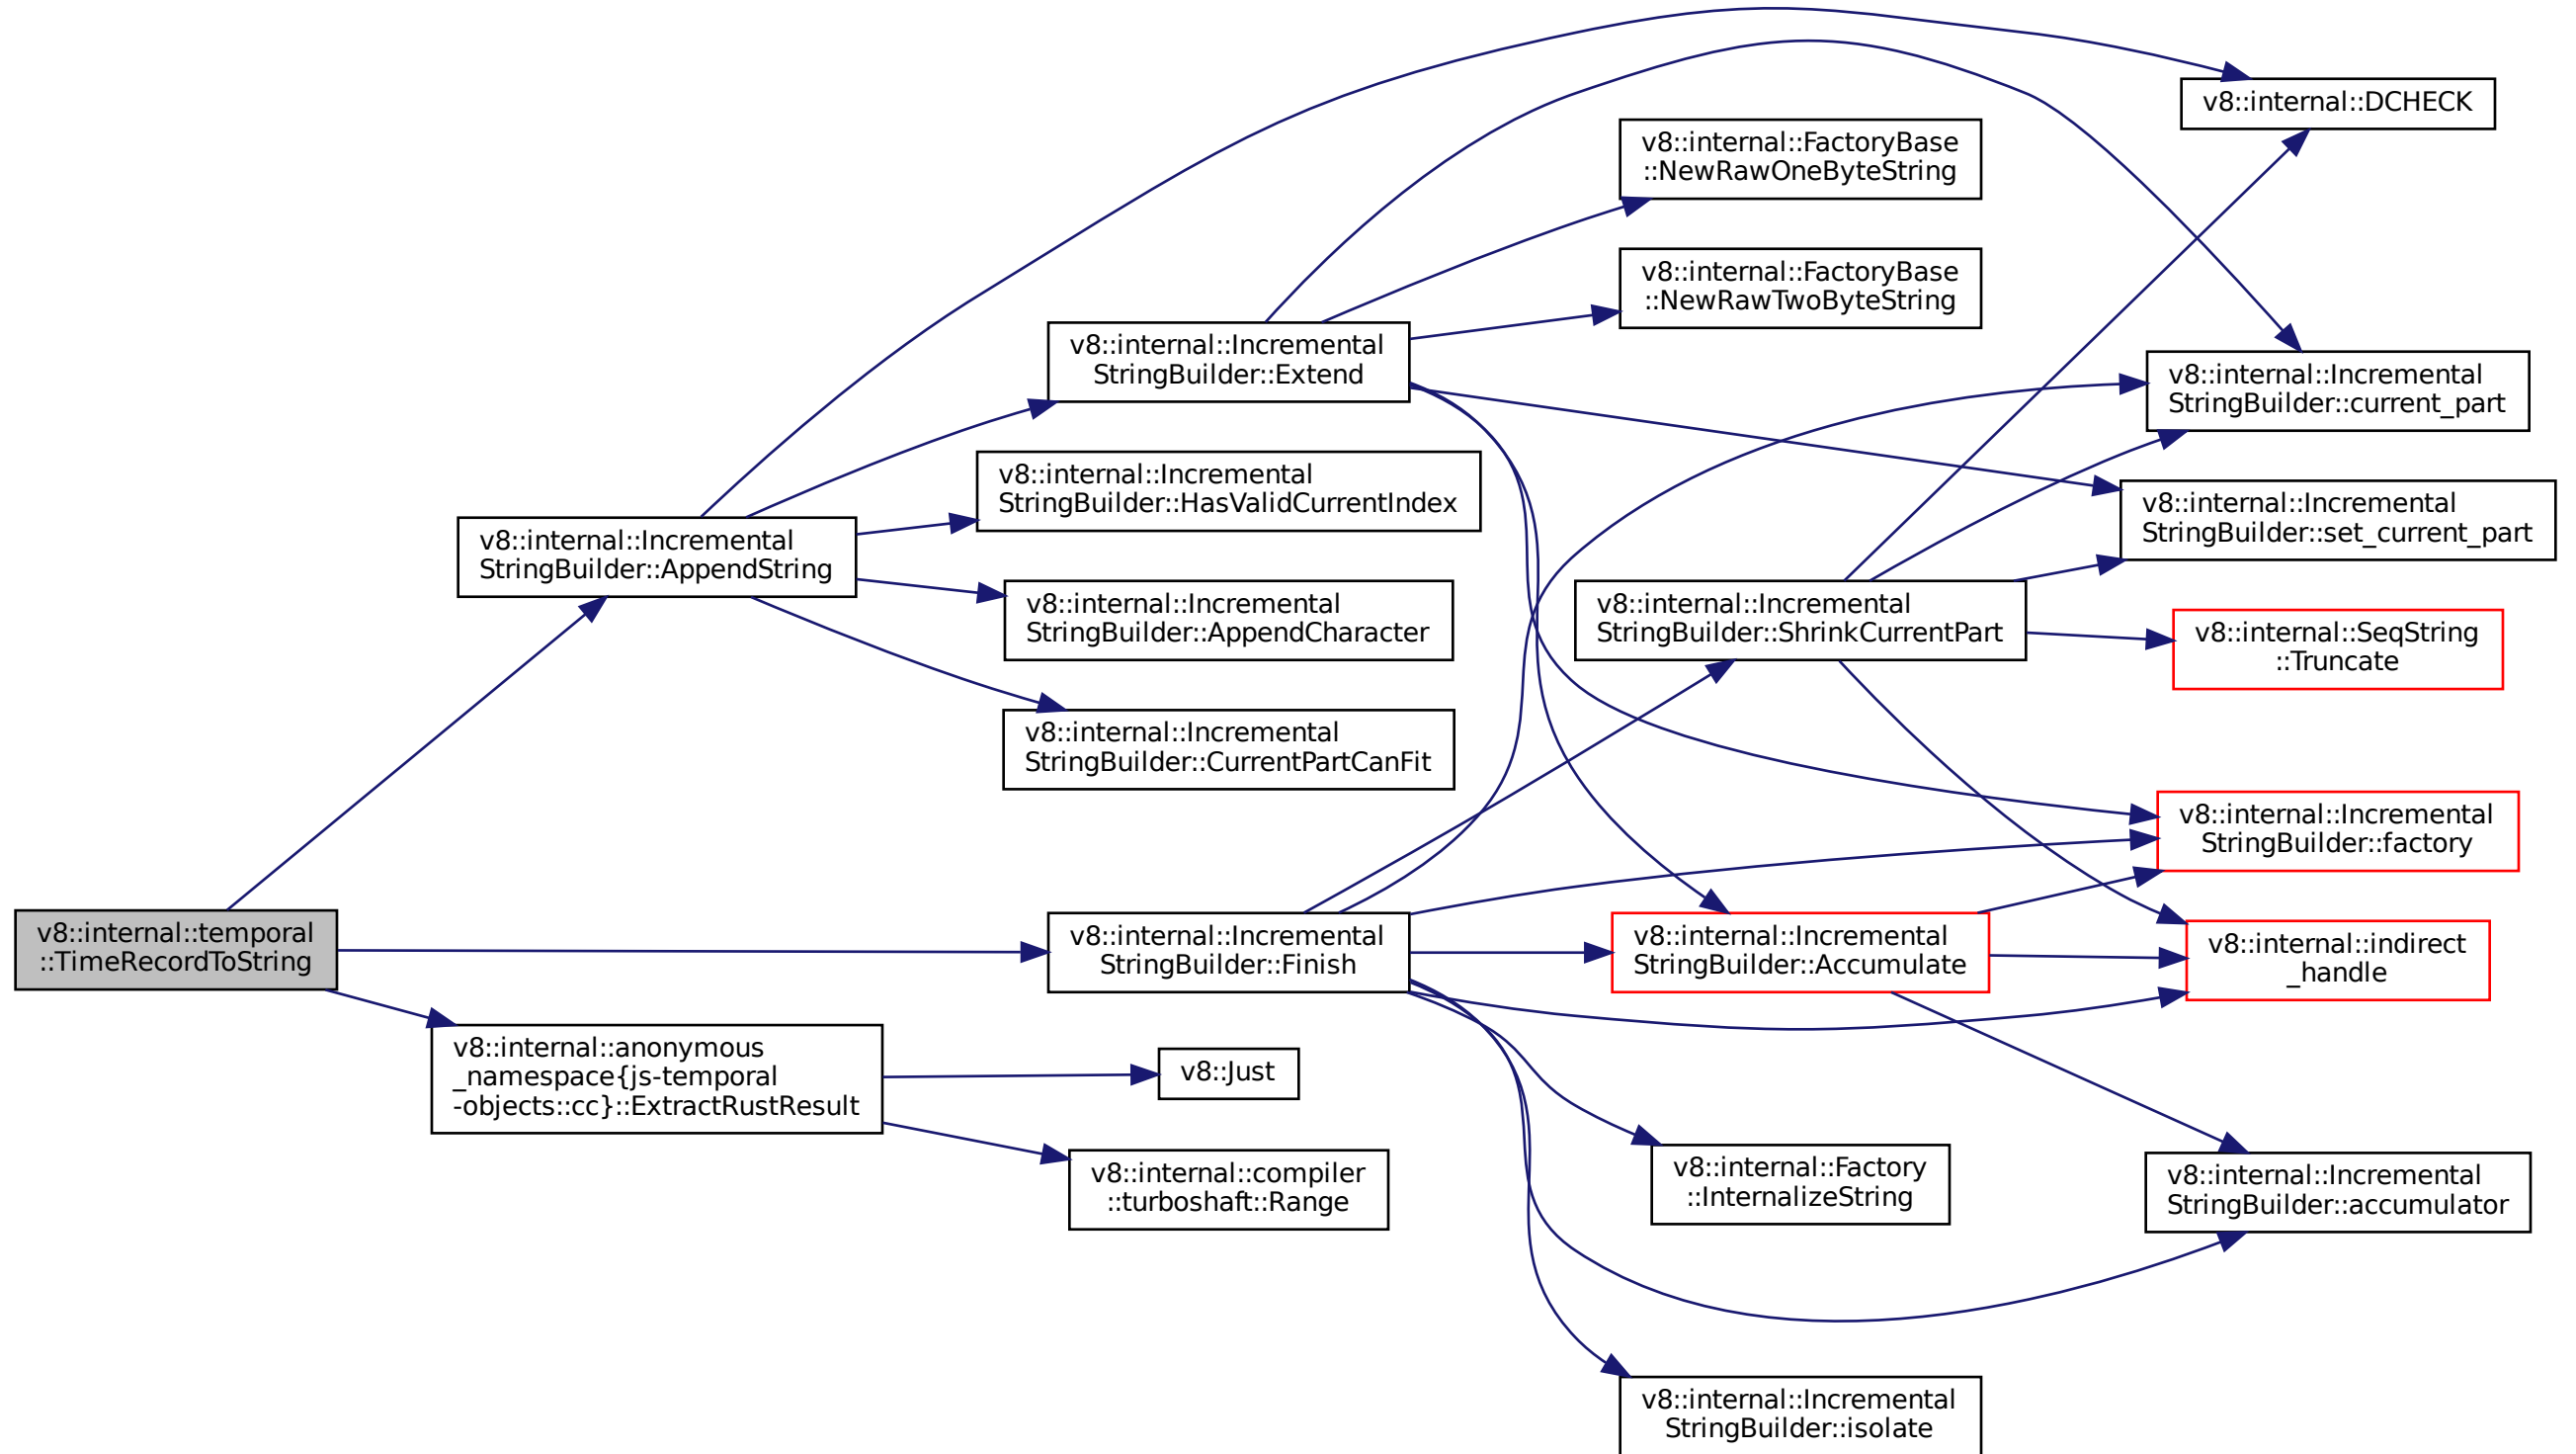 v8::internal::DCHECK
v8::internal::FactoryBase
::NewRawOneByteString
v8::internal::FactoryBase
::NewRawTwoByteString
v8::internal::Incremental
StringBuilder::Extend
v8::internal::Incremental
StringBuilder::current_part
v8::internal::Incremental
StringBuilder::HasValidCurrentIndex
v8::internal::Incremental
StringBuilder::set_current_part
v8::internal::Incremental
StringBuilder::AppendString
v8::internal::Incremental
StringBuilder::AppendCharacter
v8::internal::Incremental
StringBuilder::ShrinkCurrentPart
v8::internal::SeqString
::Truncate
v8::internal::Incremental
StringBuilder::CurrentPartCanFit
v8::internal::Incremental
StringBuilder::factory
v8::internal::temporal
::TimeRecordToString
v8::internal::Incremental
StringBuilder::Finish
v8::internal::Incremental
StringBuilder::Accumulate
v8::internal::indirect
_handle
v8::internal::anonymous
_namespace{js-temporal
-objects::cc}::ExtractRustResult
v8::Just
v8::internal::compiler
::turboshaft::Range
v8::internal::Factory
::InternalizeString
v8::internal::Incremental
StringBuilder::accumulator
v8::internal::Incremental
StringBuilder::isolate